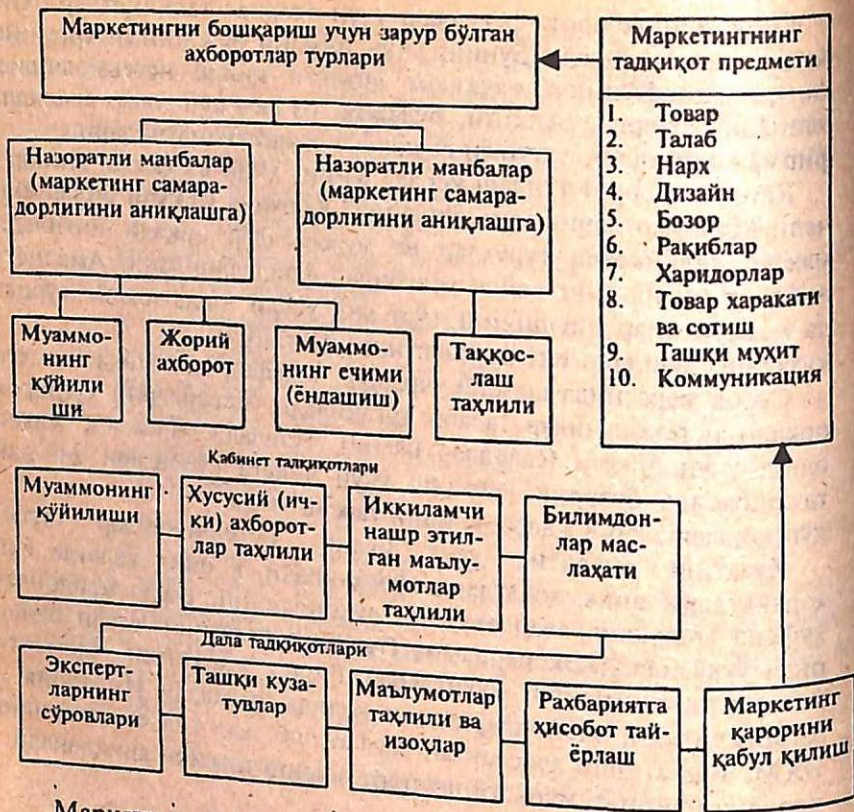 Маркетингни бошқариш учун зарур бўлган
ахборотлар турлари
Маркетингнинг
тадқиқот предмети
1. Товар
2. Талаб
3. Нарх
4. Дизайн
5. Бозор
6. Рақиблар
7. Харидорлар
8. Товар харакати
ва сотиш
9. Ташқи муҳит
10. Коммуникация
Назоратли манбалар
(маркетинг самара-
дорлигини аниқлашга)
Назоратли манбалар
(маркетинг самара-
дорлигини аниқлашга)
Муаммо-
нинг
қўйили
ши
Жорий
ахборот
Муаммо-
нинг ечими
(ёндашиш)
Таққос-
лаш
таҳлили
Кабинет талқиқотлари
Муаммонинг
қўйилиши
Хусусий (ич-
ки) ахборот-
лар таҳлили
Иккиламчи
нашр этил-
ган маълу-
мотлар
таҳлили
Билимдон-
лар мас-
лаҳати
Дала тадқиқотлари
Эксперт-
ларнинг
сўровлари
Ташқи куза-
тувлар
Маълумотлар
таҳлили ва
изоҳлар
Рахбариятга
ҳисобот тай-
ёрлаш
Маркетинг
қарорини
қабул қилиш